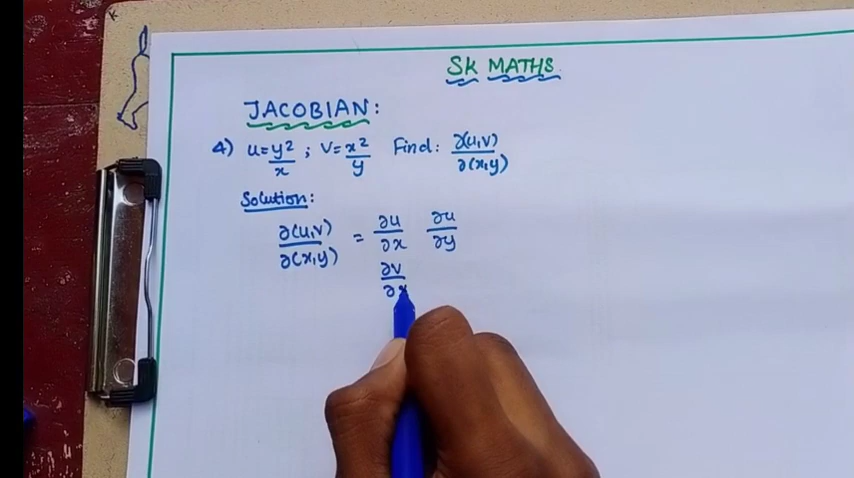 SK MATHS
JACOBIAN:
4) u=y²/x ; v=x²/y Find: ∂(u,v)/∂(x,y)
Solution:
∂(u,v)/∂(x,y) = ∂u/∂x ∂u/∂y
∂v/∂x